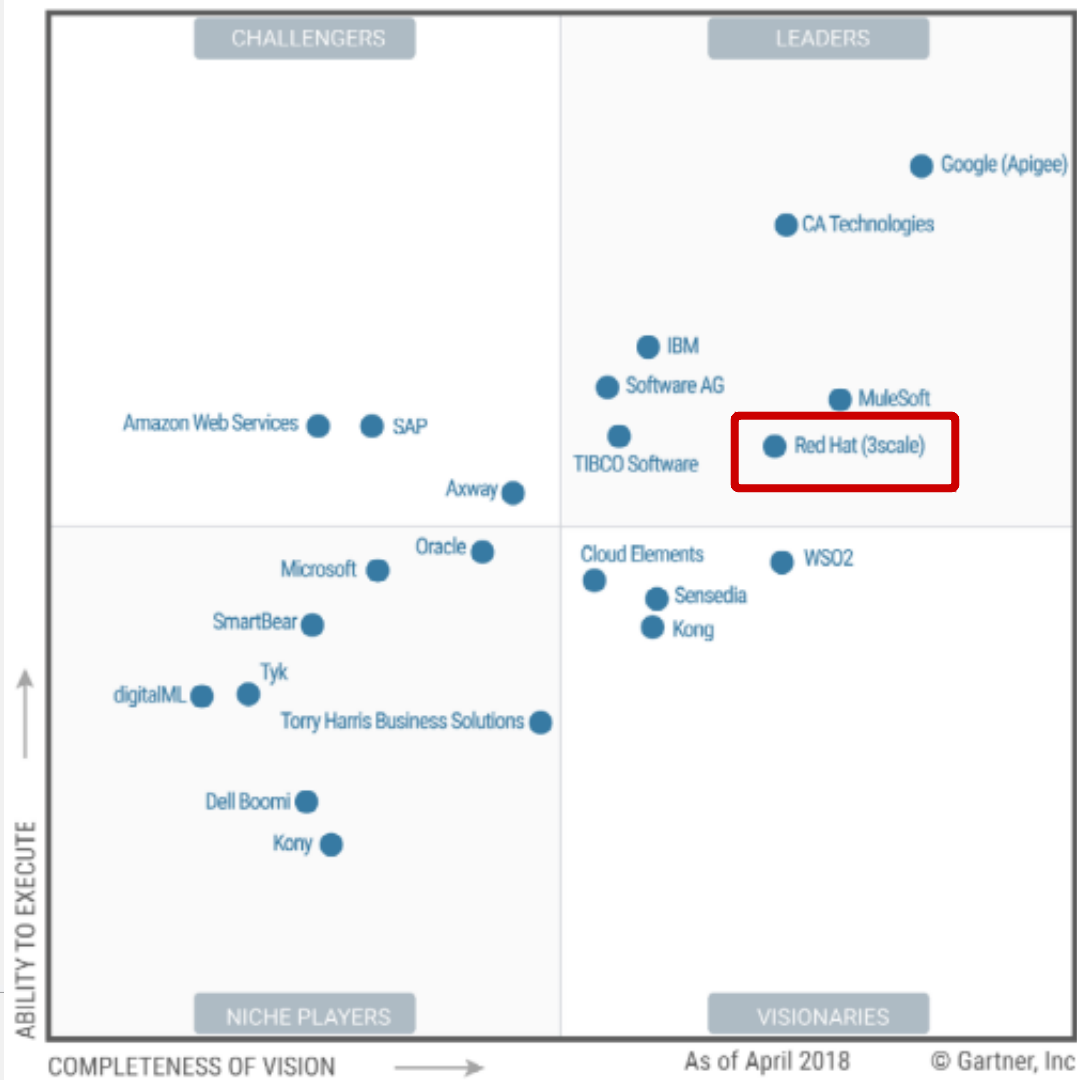 CHALLENGERS
LEADERS
Google (Apigee)
CA Technologies
IBM
Software AG
MuleSoft
Amazon Web Services
SAP
Red Hat (3scale)
TIBCO Software
Axway
Oracle
Cloud Elements
WSO2
Microsoft
Sensedia
SmartBear
Kong
Tyk
digitalML
Torry Harris Business Solutions
Dell Boomi
Kony
ABILITY TO EXECUTE
NICHE PLAYERS
VISIONARIES
COMPLETENESS OF VISION
As of April 2018
© Gartner, Inc